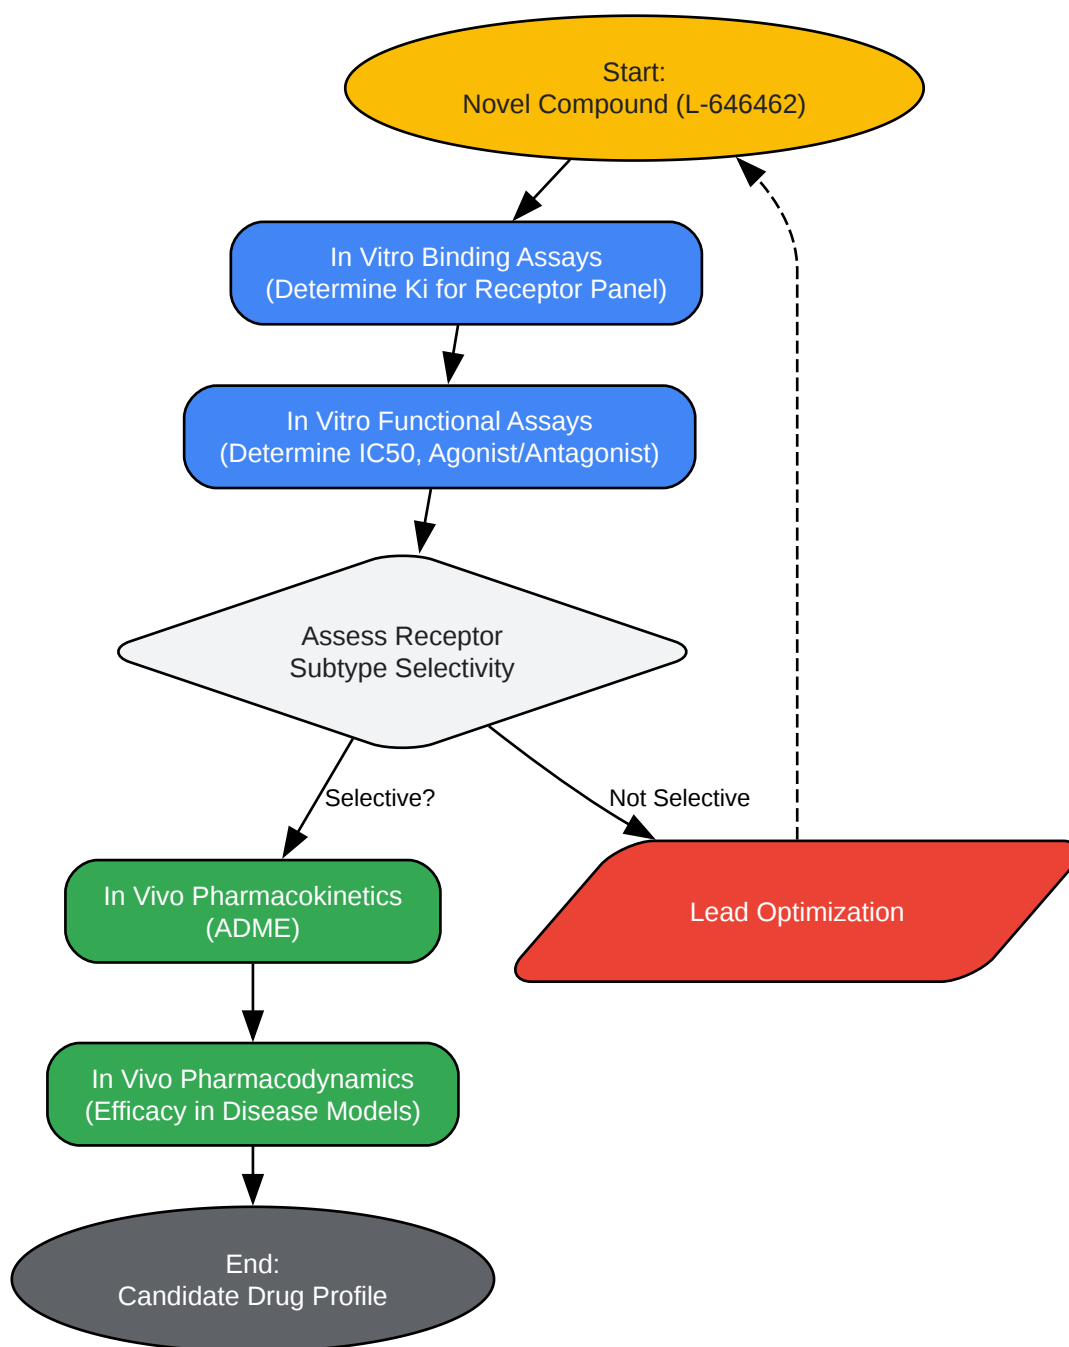 Start:
Novel Compound (L-646462)
In Vitro Binding Assays
(Determine Ki for Receptor Panel)
In Vitro Functional Assays
(Determine IC50, Agonist/Antagonist)
Assess Receptor
Subtype Selectivity
Selective?
Not Selective
In Vivo Pharmacokinetics
(ADME)
Lead Optimization
In Vivo Pharmacodynamics
(Efficacy in Disease Models)
End:
Candidate Drug Profile